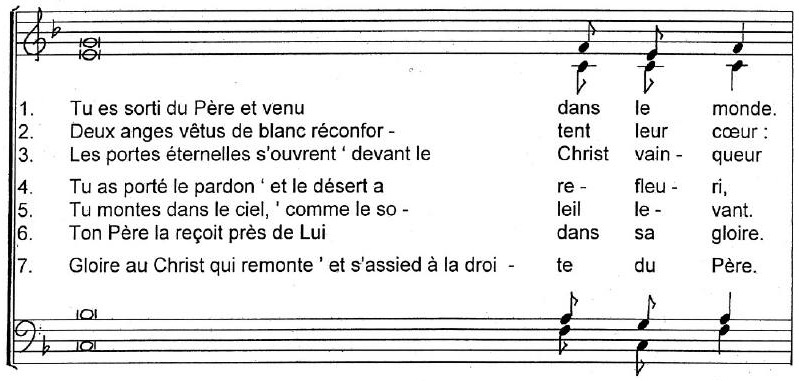 1. Tu es sorti du Père et venu dans le monde.
2. Deux anges vêtus de blanc réconfor - tent leur cœur :
3. Les portes éternelles s'ouvrent ' devant le Christ vain - queur
4. Tu as porté le pardon ' et le désert a re - fleu - ri,
5. Tu montes dans le ciel, ' comme le so - leil le - vant.
6. Ton Père la reçoit près de Lui dans sa gloire.
7. Gloire au Christ qui remonte ' et s'assied à la droi - te du Père.